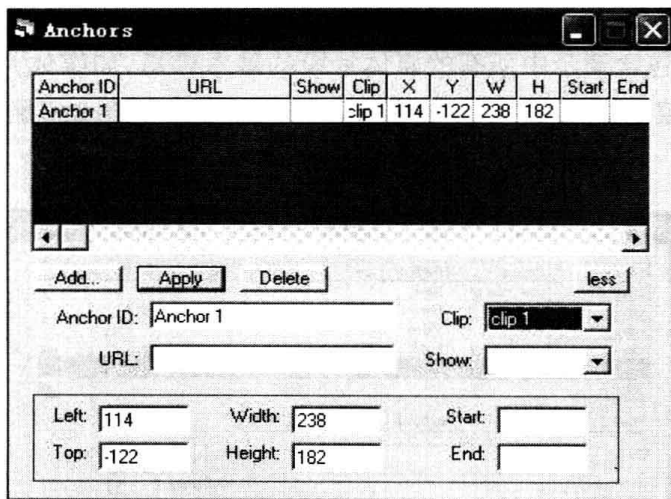 Anchors
Anchor ID URL Show Clip X Y W H Start End
Anchor 1 clip 1 114 -122 238 182
Add... Apply Delete less
Anchor ID: Anchor 1 Clip: clip 1
URL: Show:
Left: 114 Width: 238 Start:
Top: -122 Height: 182 End: